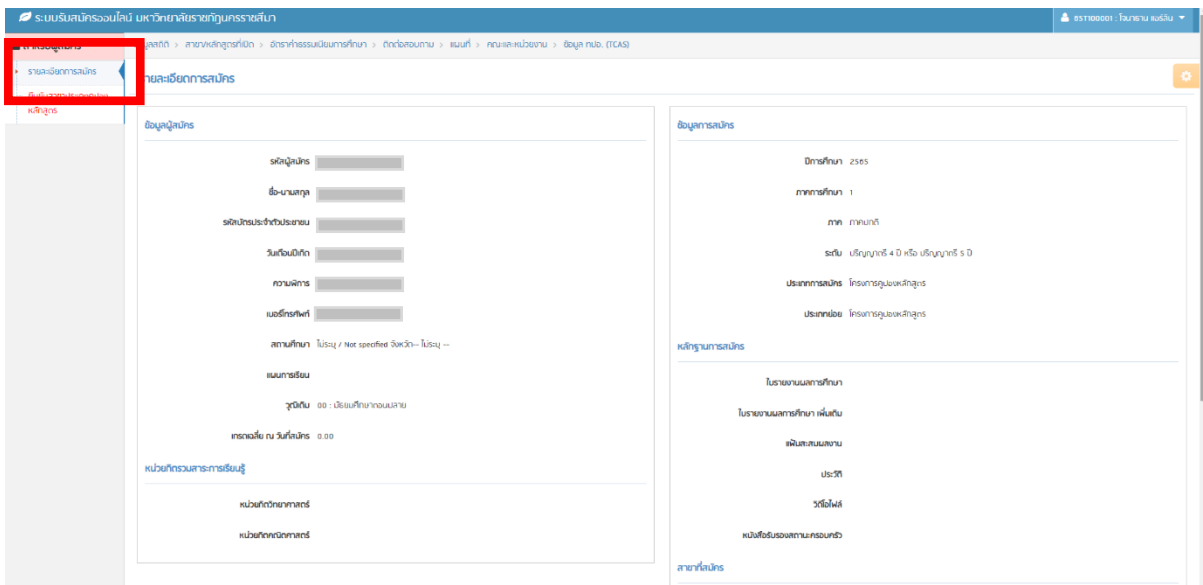 ระบบรับสมัครออนไลน์ มหาวิทยาลัยราชภัฏนครราชสีมา
651100001 : โจนาธาน แอร์ลิน
สำหรับผู้สมัคร
มูลสถิติ > สาขา/หลักสูตรที่เปิด > อัตราค่าธรรมเนียมการศึกษา > ติดต่อสอบถาม > แผนที่ > คณะและหน่วยงาน > ข้อมูล ทปอ. (TCAS)
รายละเอียดการสมัคร
รายละเอียดการสมัคร
หลักสูตร
ข้อมูลผู้สมัคร
รหัสผู้สมัคร
ชื่อ-นามสกุล
รหัสบัตรประจำตัวประชาชน
วันเดือนปีเกิด
ความพิการ
เบอร์โทรศัพท์
สถานศึกษา ไม่ระบุ / Not specified จังหวัด-- ไม่ระบุ --
แผนการเรียน
วุฒิเดิม 00 : มัธยมศึกษาตอนปลาย
เกรดเฉลี่ย ณ วันที่สมัคร 0.00
หน่วยกิตรวมสาระการเรียนรู้
หน่วยกิตวิทยาศาสตร์
หน่วยกิตคณิตศาสตร์
ข้อมูลการสมัคร
ปีการศึกษา 2565
ภาคการศึกษา 1
ภาค ภาคปกติ
ระดับ ปริญญาตรี 4 ปี หรือ ปริญญาตรี 5 ปี
ประเภทการสมัคร โครงการคูปองหลักสูตร
ประเภทย่อย โครงการคูปองหลักสูตร
หลักฐานการสมัคร
ใบรายงานผลการศึกษา
ใบรายงานผลการศึกษา เพิ่มเติม
แฟ้มสะสมผลงาน
ประวัติ
วิดีโอไฟล์
หนังสือรับรองสถานะครอบครัว
สาขาที่สมัคร